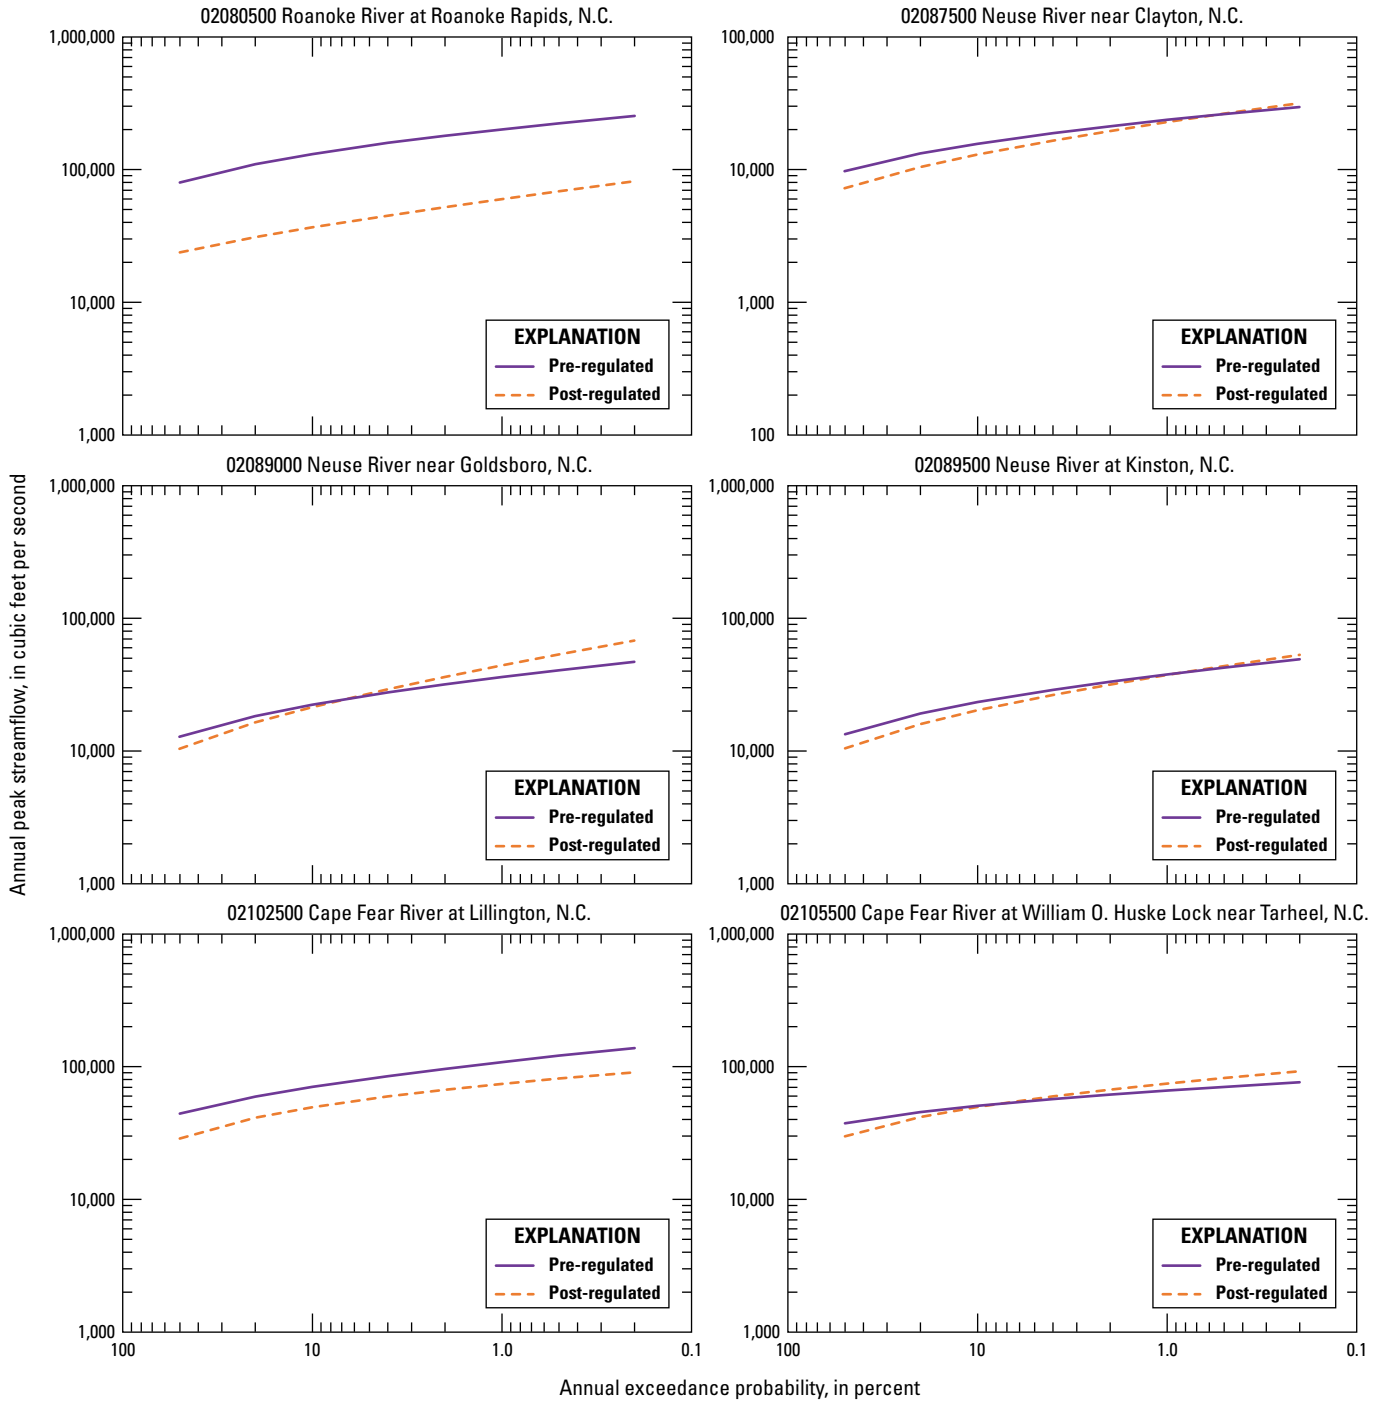 02080500 Roanoke River at Roanoke Rapids, N.C.
1,000,000
100,000
10,000
1,000
EXPLANATION
Pre-regulated
Post-regulated
02087500 Neuse River near Clayton, N.C.
100,000
10,000
1,000
100
EXPLANATION
Pre-regulated
Post-regulated
Annual peak streamflow, in cubic feet per second
02089000 Neuse River near Goldsboro, N.C.
1,000,000
100,000
10,000
1,000
EXPLANATION
Pre-regulated
Post-regulated
02089500 Neuse River at Kinston, N.C.
1,000,000
100,000
10,000
1,000
EXPLANATION
Pre-regulated
Post-regulated
02102500 Cape Fear River at Lillington, N.C.
1,000,000
100,000
10,000
1,000
EXPLANATION
Pre-regulated
Post-regulated
100 10 1.0 0.1
02105500 Cape Fear River at William O. Huske Lock near Tarheel, N.C.
1,000,000
100,000
10,000
1,000
EXPLANATION
Pre-regulated
Post-regulated
100 10 1.0 0.1
Annual exceedance probability, in percent